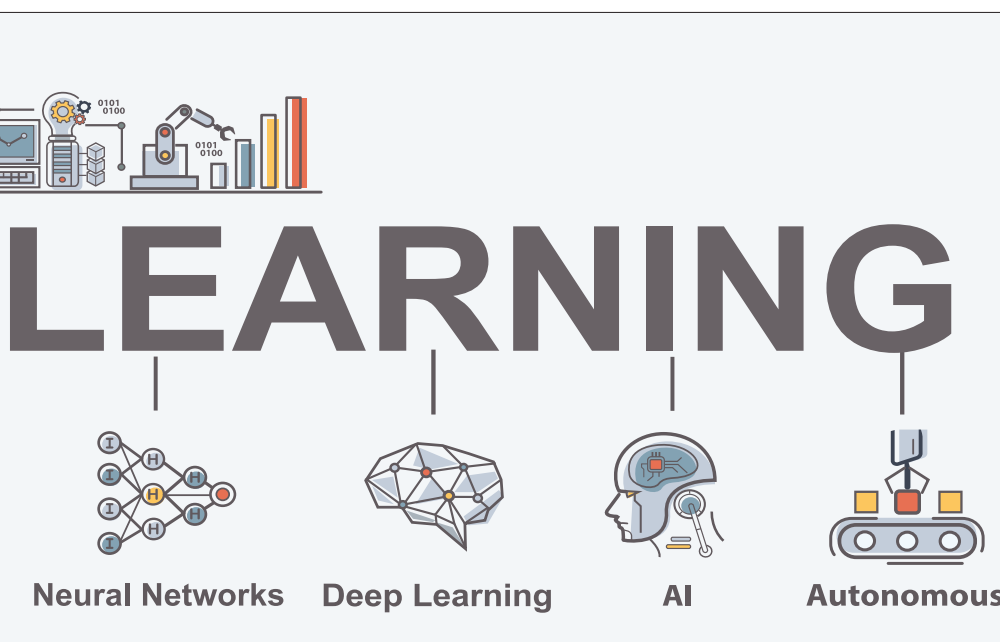 0101
0100
0101
0100
LEARNING
I
H
I
H
H
I
H
H
I
Neural Networks
Deep Learning
AI
Autonomous